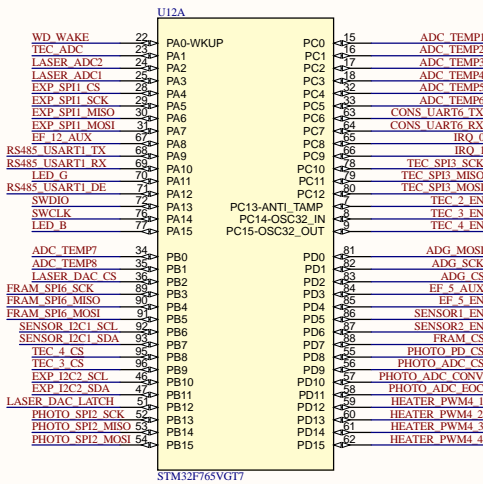 U12A
WD_WAKE 22 PA0-WKUP PC0 15 ADC_TEMP1
TEC_ADC 23 PA1 PC1 16 ADC_TEMP2
LASER_ADC2 24 PA2 PC2 17 ADC_TEMP3
LASER_ADC1 25 PA3 PC3 18 ADC_TEMP4
EXP_SPI1_CS 28 PA4 PC4 32 ADC_TEMP5
EXP_SPI1_SCK 29 PA5 PC5 33 ADC_TEMP6
EXP_SPI1_MISO 30 PA6 PC6 63 CONS_UART6_TX
EXP_SPI1_MOSI 31 PA7 PC7 64 CONS_UART6_RX
EF_12_AUX 67 PA8 PC8 65 IRQ_0
RS485_USART1_TX 68 PA9 PC9 66 IRQ_1
RS485_USART1_RX 69 PA10 PC10 78 TEC_SPI3_SCK
LED_G 70 PA11 PC11 79 TEC_SPI3_MISO
RS485_USART1_DE 71 PA12 PC12 80 TEC_SPI3_MOSI
SWDIO 72 PA13 PC13-ANTI_TAMP 7 TEC_2_EN
SWCLK 76 PA14 PC14-OSC32_IN 8 TEC_3_EN
LED_B 77 PA15 PC15-OSC32_OUT 9 TEC_4_EN
ADC_TEMP7 34 PB0 PD0 81 ADG_MOSI
ADC_TEMP8 35 PB1 PD1 82 ADG_SCK
LASER_DAC_CS 36 PB2 PD2 83 ADG_CS
FRAM_SPI6_SCK 89 PB3 PD3 84 EF_5_AUX
FRAM_SPI6_MISO 90 PB4 PD4 85 EF_5_EN
FRAM_SPI6_MOSI 91 PB5 PD5 86 SENSOR1_EN
SENSOR_I2C1_SCL 92 PB6 PD6 87 SENSOR2_EN
SENSOR_I2C1_SDA 93 PB7 PD7 88 FRAM_CS
TEC_4_CS 95 PB8 PD8 55 PHOTO_PD_CS
TEC_3_CS 96 PB9 PD9 56 PHOTO_ADC_CS
EXP_I2C2_SCL 46 PB10 PD10 57 PHOTO_ADC_CONV
EXP_I2C2_SDA 47 PB11 PD11 58 PHOTO_ADC_EOC
LASER_DAC_LATCH 51 PB12 PD12 59 HEATER_PWM4_1
PHOTO_SPI2_SCK 52 PB13 PD13 60 HEATER_PWM4_2
PHOTO_SPI2_MISO 53 PB14 PD14 61 HEATER_PWM4_3
PHOTO_SPI2_MOSI 54 PB15 PD15 62 HEATER_PWM4_4
STM32F765VGT7